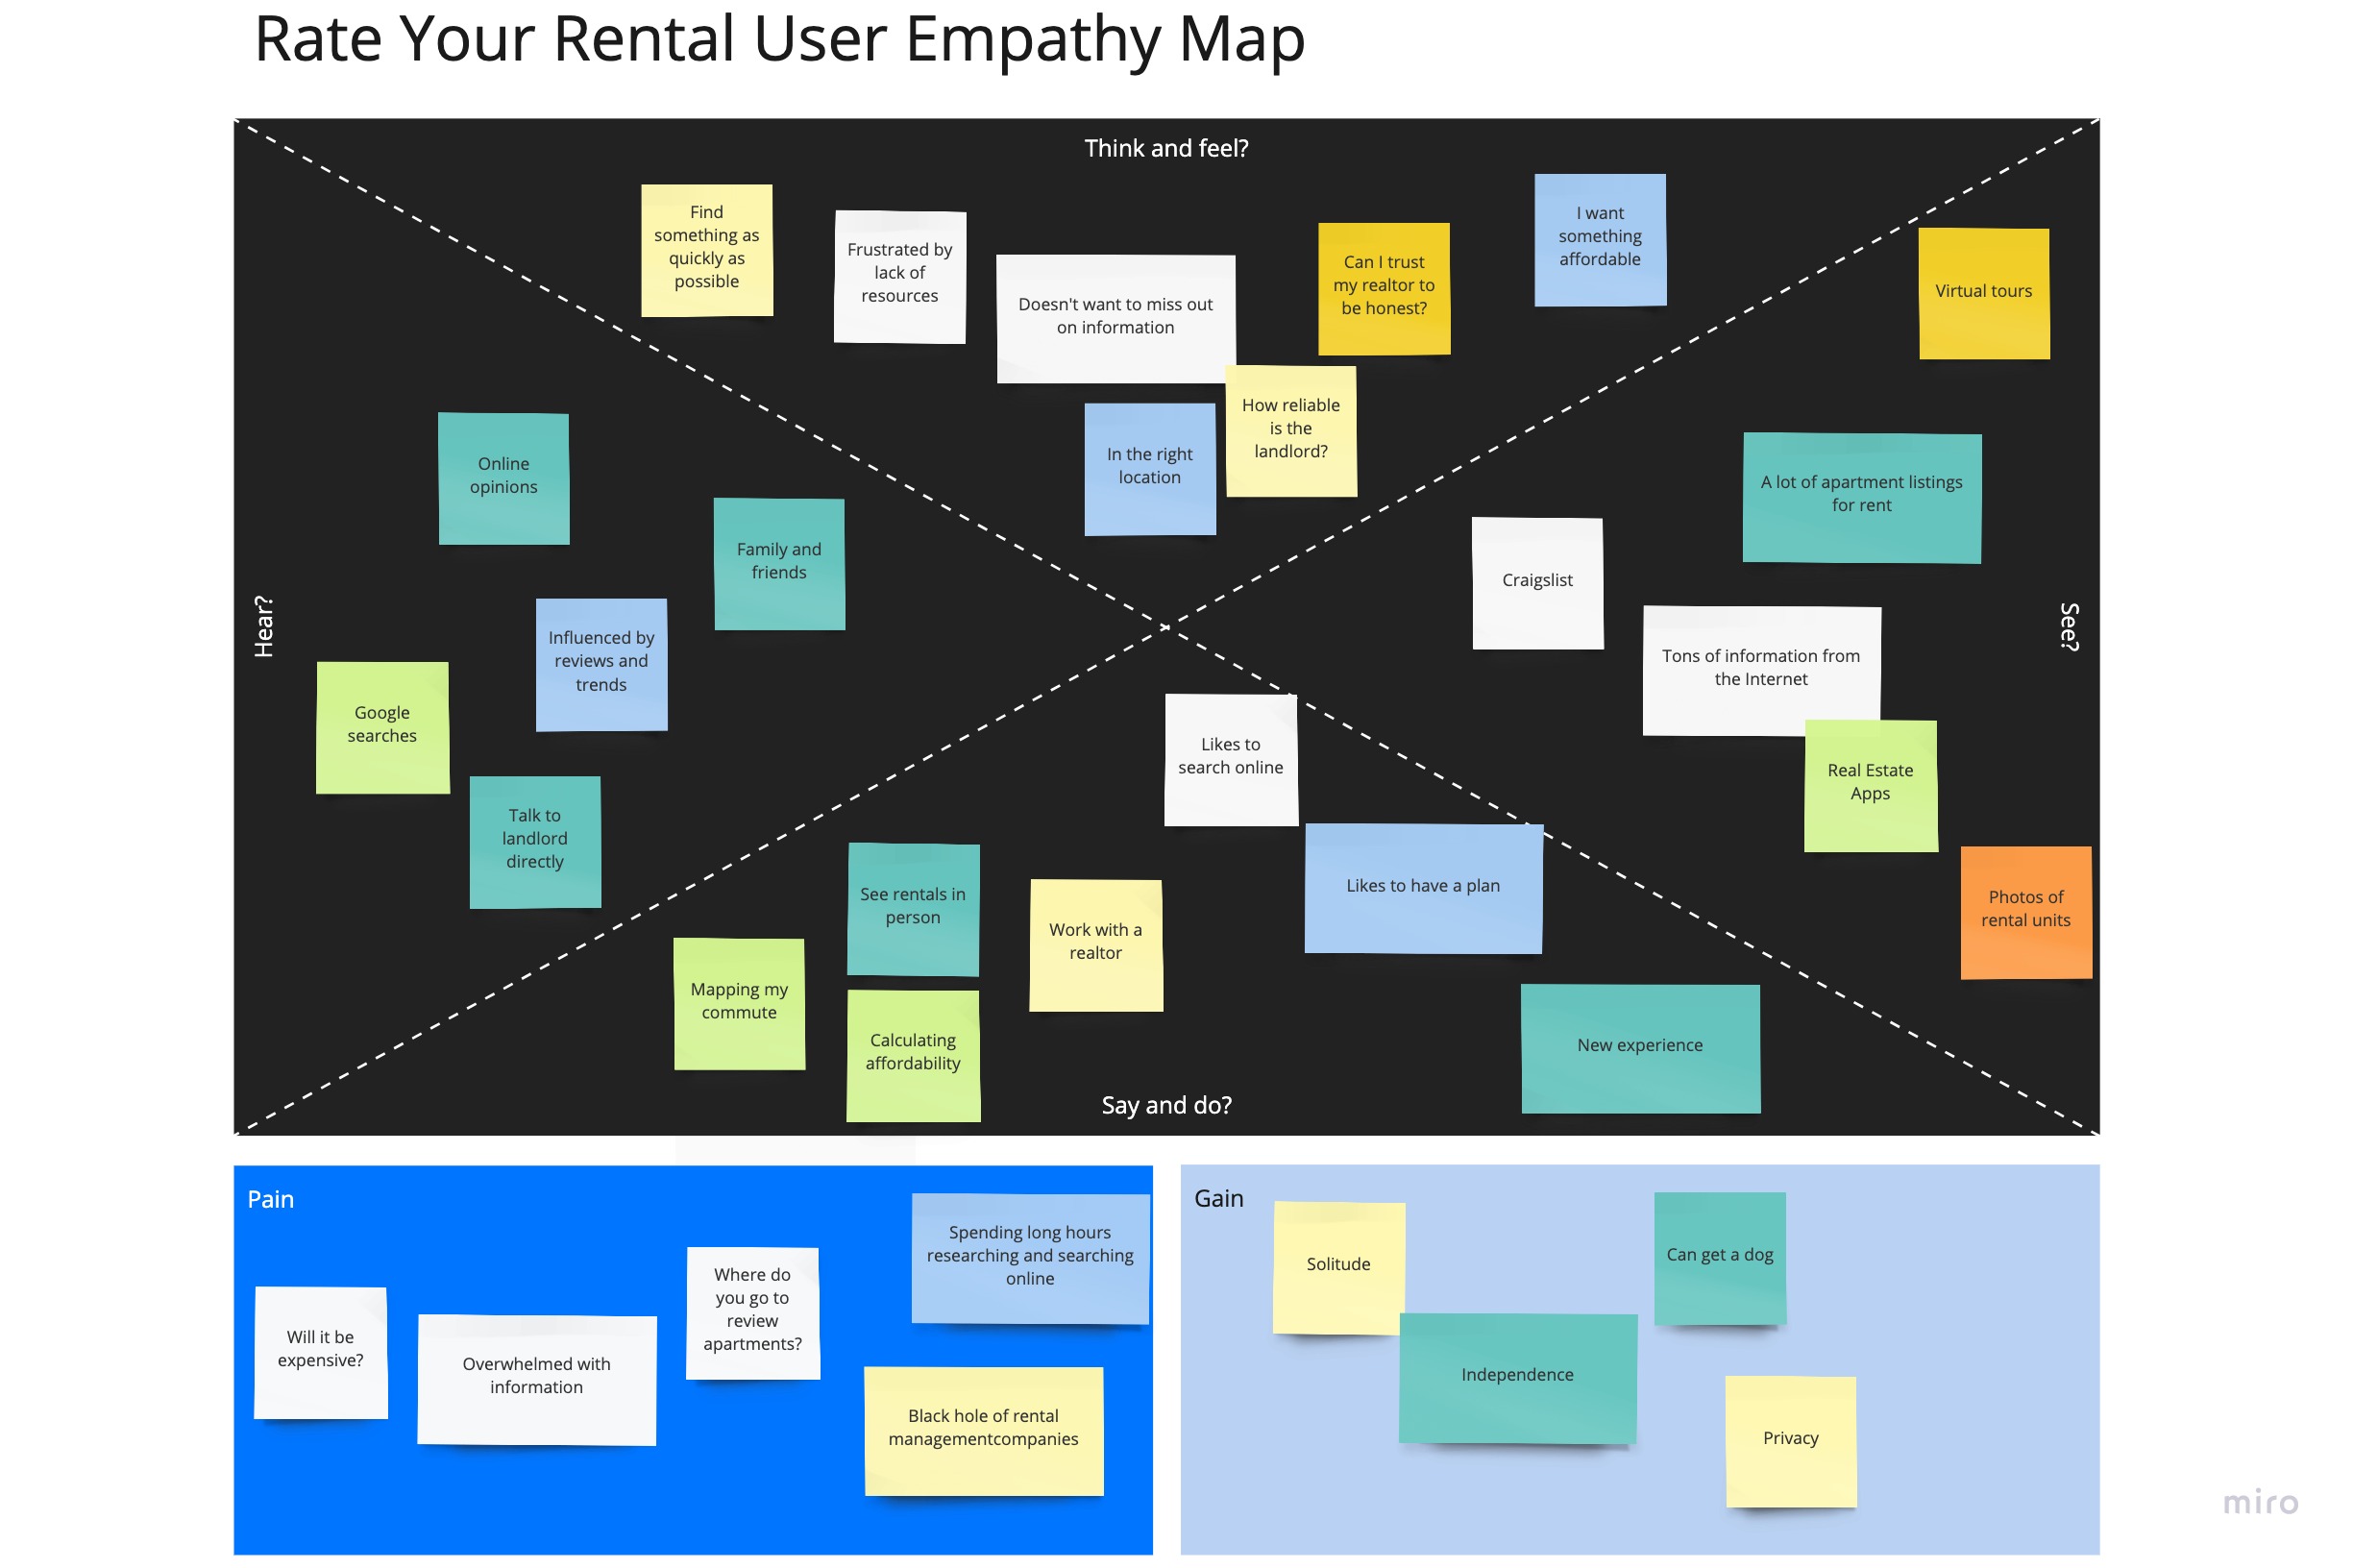 Rate Your Rental User Empathy Map
Think and feel?
Find
something as
quickly as
possible
Frustrated by
lack of
resources
Doesn't want to miss out
on information
Can I trust
my realtor to
be honest?
I want
something
affordable
In the right
location
How reliable
is the
landlord?
Hear?
Online
opinions
Family and
friends
Influenced by
reviews and
trends
Google
searches
Talk to
landlord
directly
See?
Virtual tours
A lot of apartment listings
for rent
Craigslist
Tons of information from
the Internet
Real Estate
Apps
Photos of
rental units
Likes to
search online
Likes to have a plan
See rentals in
person
Work with a
realtor
Mapping my
commute
Calculating
affordability
New experience
Say and do?
Pain
Spending long hours
researching and searching
online
Where do
you go to
review
apartments?
Will it be
expensive?
Overwhelmed with
information
Black hole of rental
managementcompanies
Gain
Solitude
Can get a dog
Independence
Privacy
miro